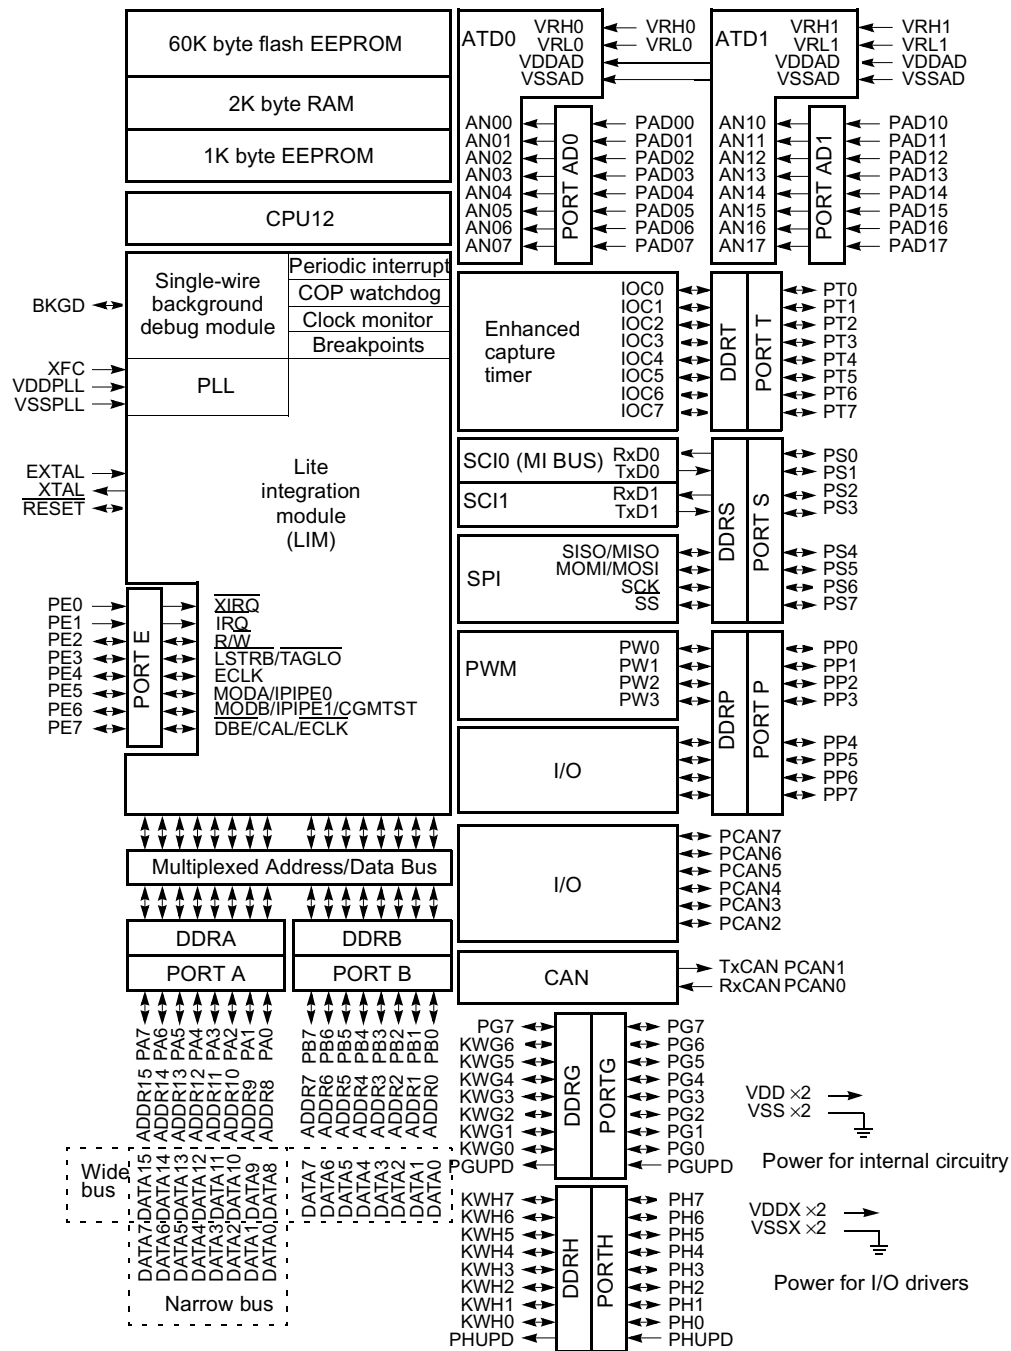 60K byte flash EEPROM
2K byte RAM
1K byte EEPROM
CPU12
Single-wire
background
debug module
Periodic interrupt
COP watchdog
Clock monitor
Breakpoints
PLL
Lite
integration
module
(LIM)
BKGD
XFC
VDDPLL
VSSPLL
EXTAL
XTAL
RESET
PE0
PE1
PE2
PE3
PE4
PE5
PE6
PE7
PORT E
XIRQ
IRQ
R/W
LSTRB/TAGLO
ECLK
MODA/IPIPE0
MODB/IPIPE1/CGMTST
DBE/CAL/ECLK
Multiplexed Address/Data Bus
DDRA
PORT A
DDRB
PORT B
PA7
PA6
PA5
PA4
PA3
PA2
PA1
PA0
PB7
PB6
PB5
PB4
PB3
PB2
PB1
PB0
ADDR15
ADDR14
ADDR13
ADDR12
ADDR11
ADDR10
ADDR9
ADDR8
ADDR7
ADDR6
ADDR5
ADDR4
ADDR3
ADDR2
ADDR1
ADDR0
Wide
bus
DATA15
DATA14
DATA13
DATA12
DATA11
DATA10
DATA9
DATA8
DATA7
DATA6
DATA5
DATA4
DATA3
DATA2
DATA1
DATA0
DATA7
DATA6
DATA5
DATA4
DATA3
DATA2
DATA1
DATA0
Narrow bus
ATD0
VRH0
VRL0
VDDAD
VSSAD
VRH0
VRL0
AN00
AN01
AN02
AN03
AN04
AN05
AN06
AN07
PORT AD0
PAD00
PAD01
PAD02
PAD03
PAD04
PAD05
PAD06
PAD07
ATD1
VRH1
VRL1
VDDAD
VSSAD
VRH1
VRL1
VDDAD
VSSAD
AN10
AN11
AN12
AN13
AN14
AN15
AN16
AN17
PORT AD1
PAD10
PAD11
PAD12
PAD13
PAD14
PAD15
PAD16
PAD17
Enhanced
capture
timer
IOC0
IOC1
IOC2
IOC3
IOC4
IOC5
IOC6
IOC7
DDRT
PORT T
PT0
PT1
PT2
PT3
PT4
PT5
PT6
PT7
SCI0 (MI BUS)
RxD0
TxD0
SCI1
RxD1
TxD1
SPI
SISO/MISO
MOMI/MOSI
SCK
SS
DDRS
PORT S
PS0
PS1
PS2
PS3
PS4
PS5
PS6
PS7
PWM
PW0
PW1
PW2
PW3
I/O
DDRP
PORT P
PP0
PP1
PP2
PP3
PP4
PP5
PP6
PP7
I/O
PCAN7
PCAN6
PCAN5
PCAN4
PCAN3
PCAN2
CAN
TxCAN PCAN1
RxCAN PCAN0
PG7
KWG6
KWG5
KWG4
KWG3
KWG2
KWG1
KWG0
PGUPD
DDRG
PORTG
PG7
PG6
PG5
PG4
PG3
PG2
PG1
PG0
PGUPD
KWH7
KWH6
KWH5
KWH4
KWH3
KWH2
KWH1
KWH0
PHUPD
DDRH
PORTH
PH7
PH6
PH5
PH4
PH3
PH2
PH1
PH0
PHUPD
VDD ×2
VSS ×2
Power for internal circuitry
VDDX ×2
VSSX ×2
Power for I/O drivers